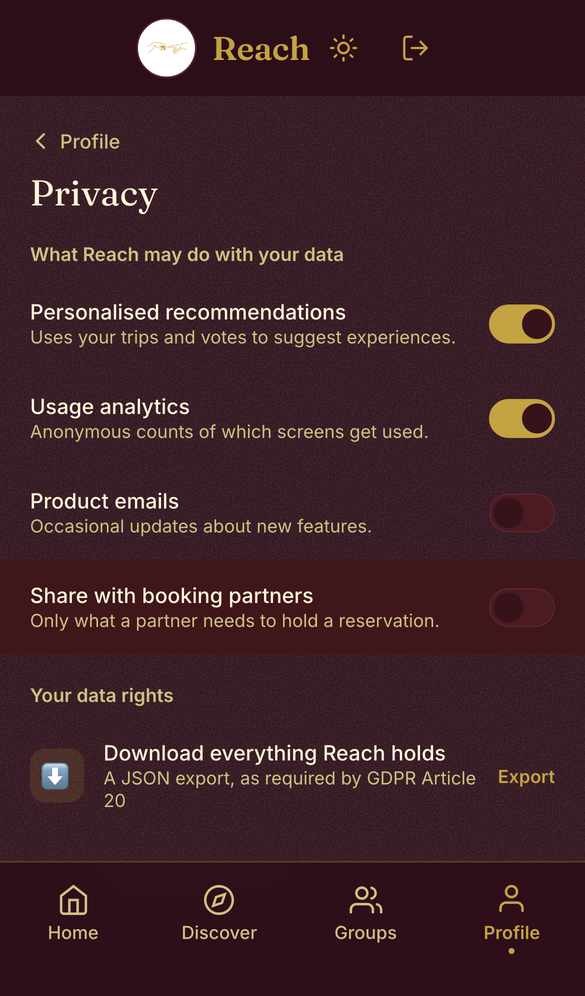 Reach
Profile
Privacy
What Reach may do with your data
Personalised recommendations
Uses your trips and votes to suggest experiences.
Usage analytics
Anonymous counts of which screens get used.
Product emails
Occasional updates about new features.
Share with booking partners
Only what a partner needs to hold a reservation.
Your data rights
Download everything Reach holds
A JSON export, as required by GDPR Article
20
Export
Home
Discover
Groups
Profile